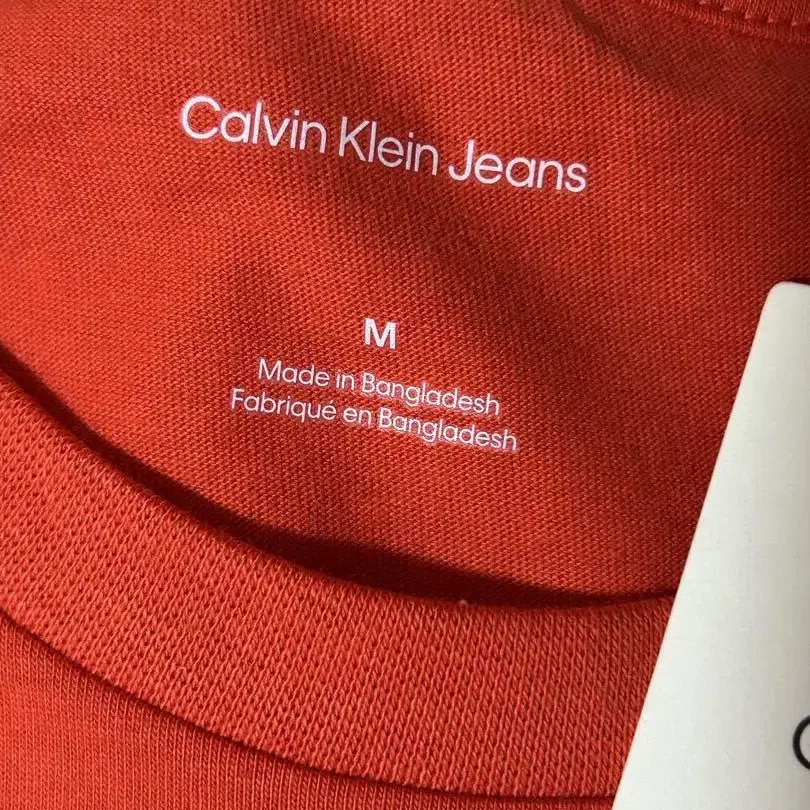 Calvin Klein Jeans
M
Made in Bangladesh
Fabriqué en Bangladesh